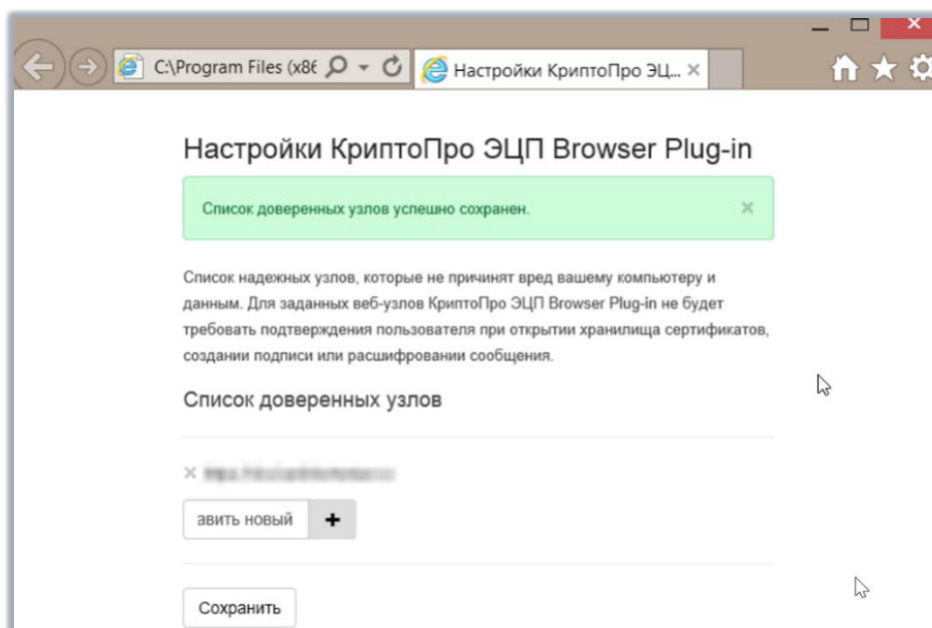 C:\Program Files (x86
Настройки КриптоПро ЭЦ...
Настройки КриптоПро ЭЦП Browser Plug-in
Список доверенных узлов успешно сохранен.
Список надежных узлов, которые не причинят вред вашему компьютеру и
данным. Для заданных веб-узлов КриптоПро ЭЦП Browser Plug-in не будет
требовать подтверждения пользователя при открытии хранилища сертификатов,
создании подписи или расшифровании сообщения.
Список доверенных узлов
авить новый
Сохранить